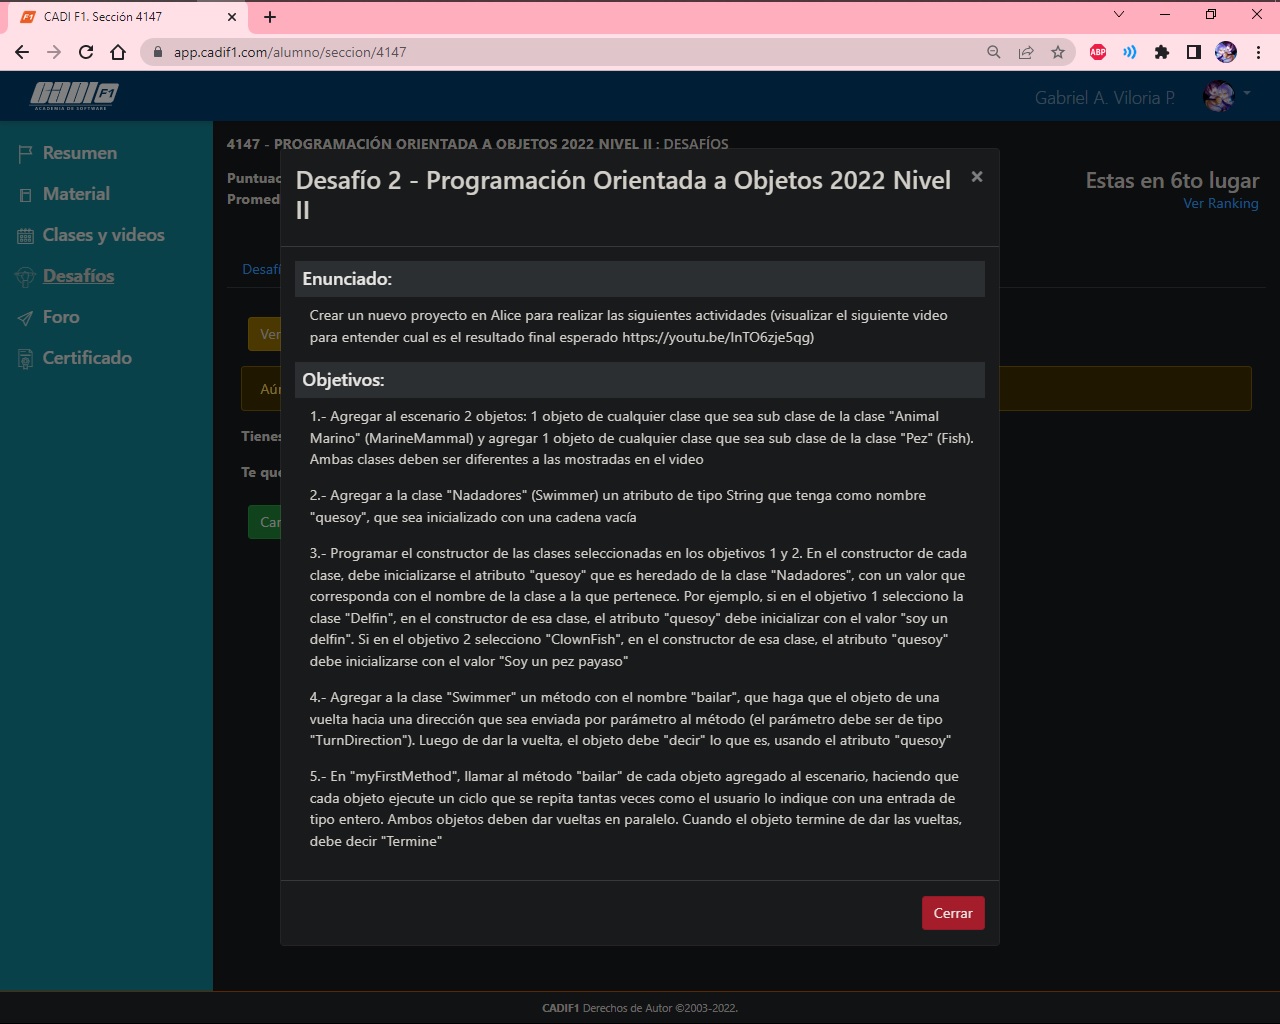 CADI F1. Sección 4147
app.cadif1.com/alumno/seccion/4147
ABP
CADI F1
ACADEMIA DE SOFTWARE
Gabriel A. Viloria P.
Resumen
Material
Clases y videos
Desafíos
Foro
Certificado
4147 - PROGRAMACIÓN ORIENTADA A OBJETOS 2022 NIVEL II : DESAFÍOS
Puntuac
Promed
Estas en 6to lugar
Ver Ranking
Desafí
Ver
Aún
Tienes
Te que
Car
Desafío 2 - Programación Orientada a Objetos 2022 Nivel
II
×
Enunciado:
Crear un nuevo proyecto en Alice para realizar las siguientes actividades (visualizar el siguiente video
para entender cual es el resultado final esperado https://youtu.be/lnTO6zje5qg)
Objetivos:
1.- Agregar al escenario 2 objetos: 1 objeto de cualquier clase que sea sub clase de la clase "Animal
Marino" (MarineMammal) y agregar 1 objeto de cualquier clase que sea sub clase de la clase "Pez" (Fish).
Ambas clases deben ser diferentes a las mostradas en el video
2.- Agregar a la clase "Nadadores" (Swimmer) un atributo de tipo String que tenga como nombre
"quesoy", que sea inicializado con una cadena vacía
3.- Programar el constructor de las clases seleccionadas en los objetivos 1 y 2. En el constructor de cada
clase, debe inicializarse el atributo "quesoy" que es heredado de la clase "Nadadores", con un valor que
corresponda con el nombre de la clase a la que pertenece. Por ejemplo, si en el objetivo 1 selecciono la
clase "Delfin", en el constructor de esa clase, el atributo "quesoy" debe inicializar con el valor "soy un
delfin". Si en el objetivo 2 selecciono "ClownFish", en el constructor de esa clase, el atributo "quesoy"
debe inicializarse con el valor "Soy un pez payaso"
4.- Agregar a la clase "Swimmer" un método con el nombre "bailar", que haga que el objeto de una
vuelta hacia una dirección que sea enviada por parámetro al método (el parámetro debe ser de tipo
"TurnDirection"). Luego de dar la vuelta, el objeto debe "decir" lo que es, usando el atributo "quesoy"
5.- En "myFirstMethod", llamar al método "bailar" de cada objeto agregado al escenario, haciendo que
cada objeto ejecute un ciclo que se repita tantas veces como el usuario lo indique con una entrada de
tipo entero. Ambos objetos deben dar vueltas en paralelo. Cuando el objeto termine de dar las vueltas,
debe decir "Termine"
Cerrar
CADIF1 Derechos de Autor ©2003-2022.